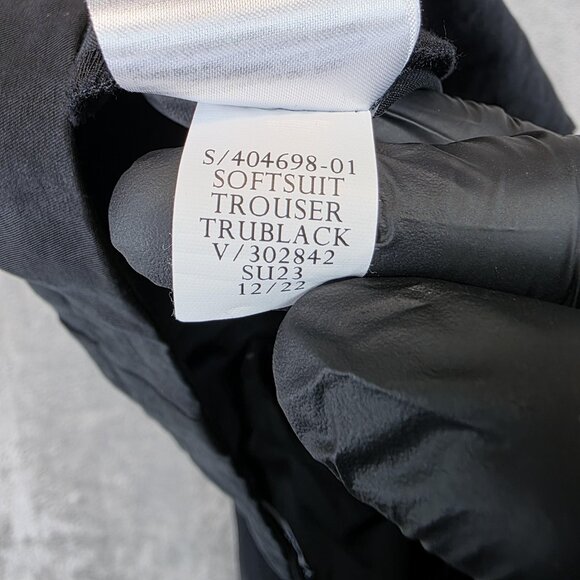 S/404698-01
SOFTSUIT
TROUSER
TRUBLACK
V/302842
SU23
12/22